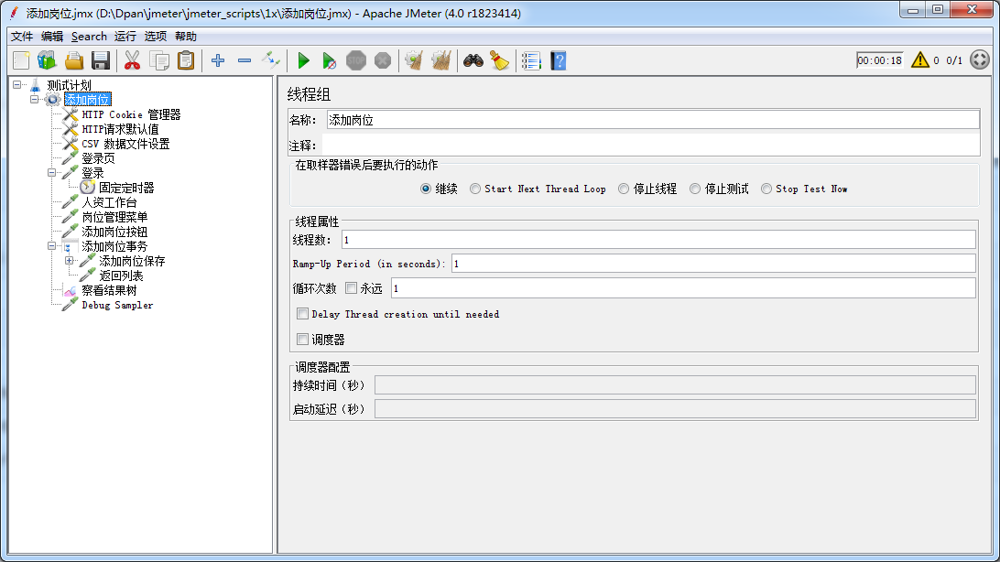 添加岗位.jmx (D:\Dpan\jmeter\jmeter_scripts\1x\添加岗位.jmx) - Apache JMeter (4.0 r1823414)
文件 编辑 Search 运行 选项 帮助
STOP
00:00:18 0 0/1
测试计划
添加岗位
HTTP Cookie 管理器
HTTP请求默认值
CSV 数据文件设置
登录页
登录
固定定时器
人资工作台
岗位管理菜单
添加岗位按钮
添加岗位事务
添加岗位保存
返回列表
察看结果树
Debug Sampler
线程组
名称： 添加岗位
注释：
在取样器错误后要执行的动作
继续 Start Next Thread Loop 停止线程 停止测试 Stop Test Now
线程属性
线程数： 1
Ramp-Up Period (in seconds): 1
循环次数 永远 1
Delay Thread creation until needed
调度器
调度器配置
持续时间（秒）
启动延迟（秒）